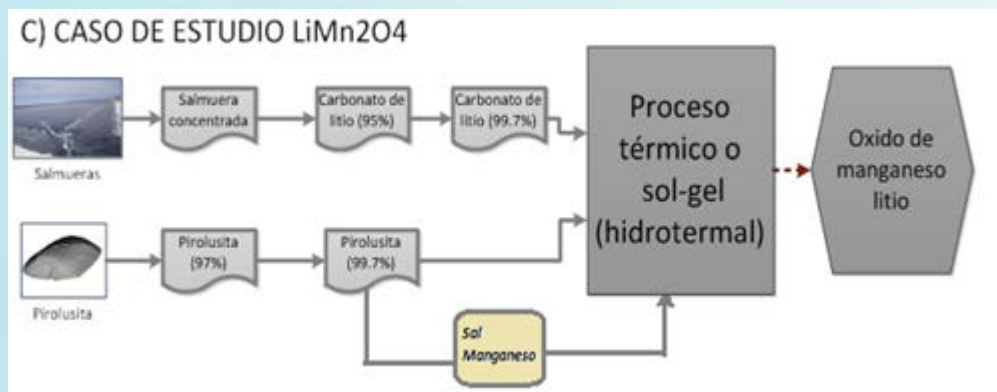 C) CASO DE ESTUDIO LiMn2O4
Salmueras
Salmuera
concentrada
Carbonato de
litio (95%)
Carbonato de
litio (99.7%)
Pirolusita
Pirolusita
(97%)
Pirolusita
(99.7%)
Sal
Manganeso
Proceso
térmico o
sol-gel
(hidrotermal)
Oxido de
manganeso
litio